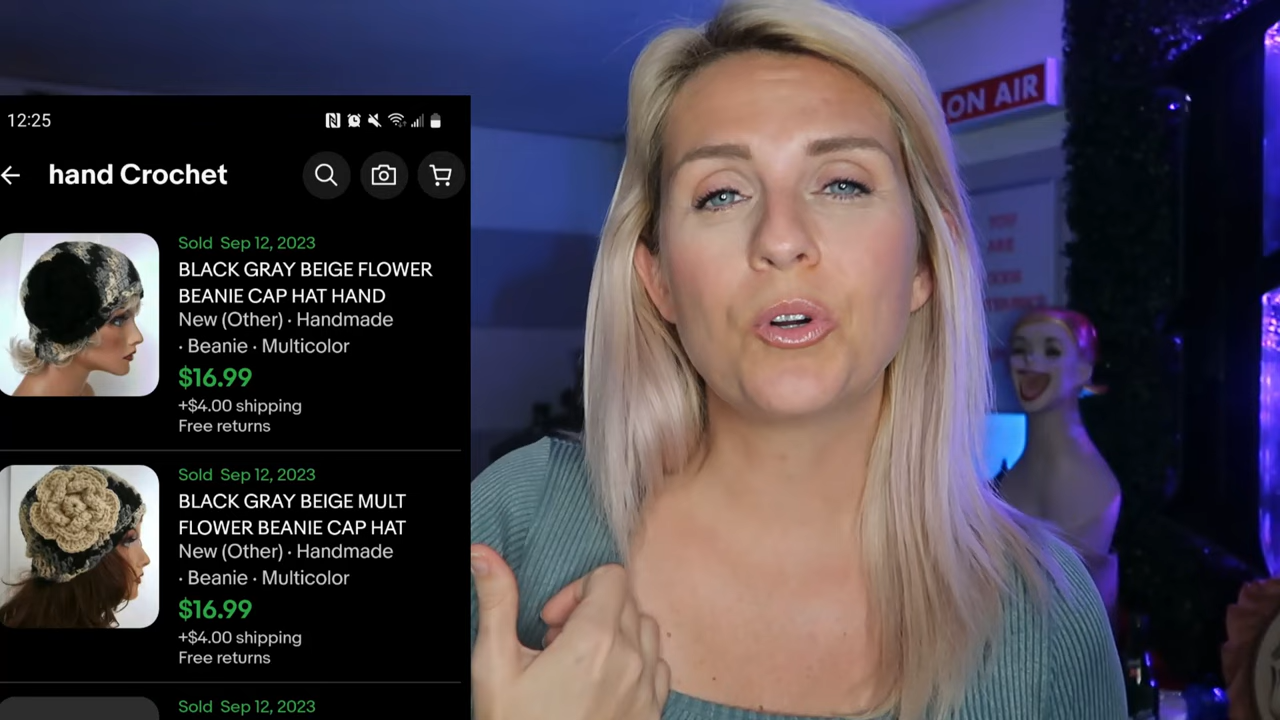 12:25
hand Crochet
Sold Sep 12, 2023
BLACK GRAY BEIGE FLOWER
BEANIE CAP HAT HAND
New (Other) · Handmade
· Beanie · Multicolor
$16.99
+$4.00 shipping
Free returns
Sold Sep 12, 2023
BLACK GRAY BEIGE MULT
FLOWER BEANIE CAP HAT
New (Other) · Handmade
· Beanie · Multicolor
$16.99
+$4.00 shipping
Free returns
Sold Sep 12, 2023
ON AIR
YOU
ARE